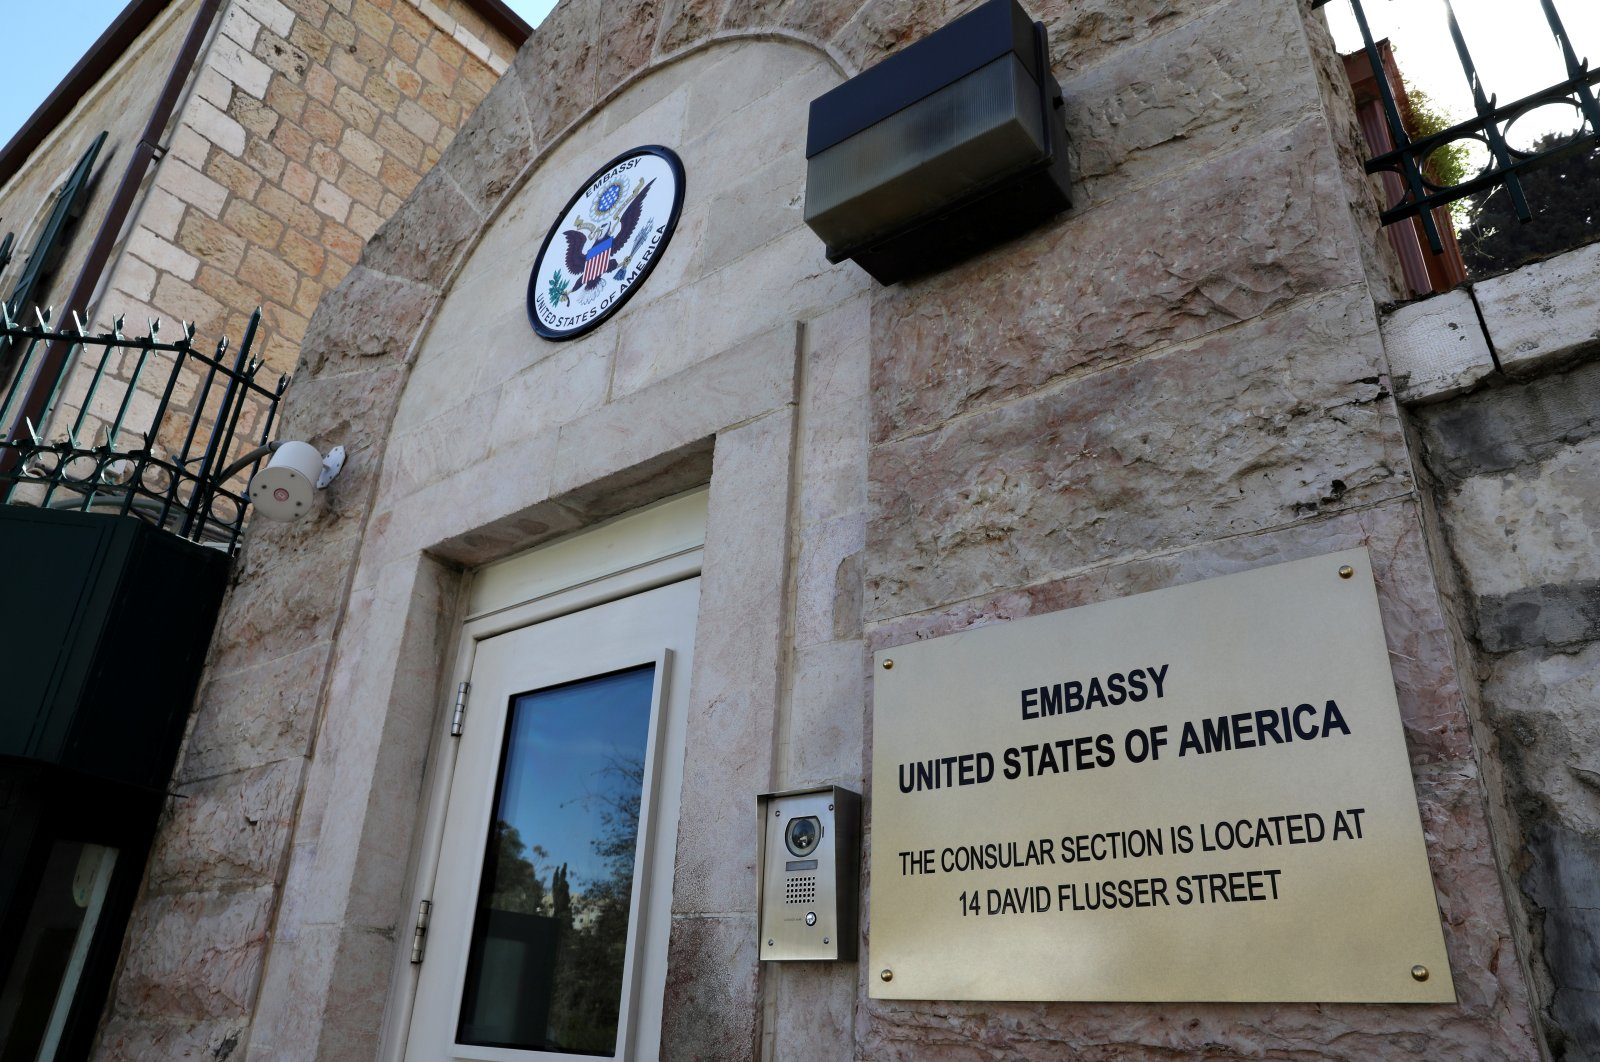 EMBASSY
UNITED STATES OF AMERICA
EMBASSY
UNITED STATES OF AMERICA
THE CONSULAR SECTION IS LOCATED AT
14 DAVID FLUSSER STREET